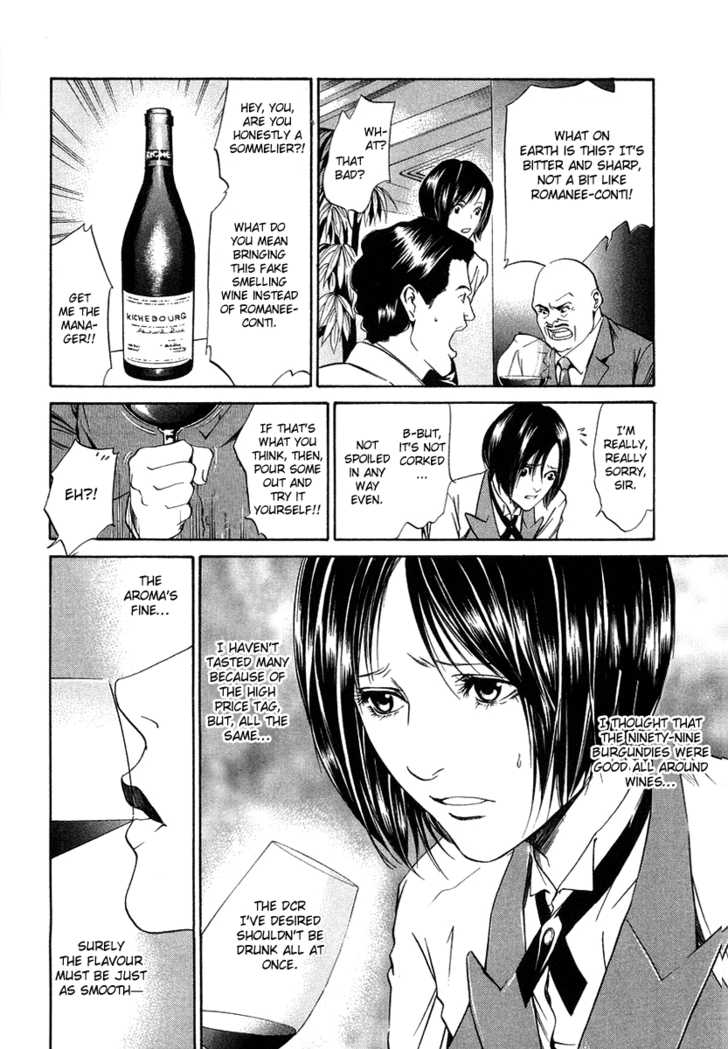 WHAT ON
EARTH IS THIS? IT'S
BITTER AND SHARP,
NOT A BIT LIKE
ROMANEE-CONTI!
WH-
AT?
THAT
BAD?
HEY, YOU,
ARE YOU
HONESTLY A
SOMMELIER?!
WHAT DO
YOU MEAN
BRINGING
THIS FAKE
SMELLING
WINE INSTEAD
OF ROMANEE-
CONTI.
GET
ME THE
MANA-
GER!!
RICHEBOURG
I'M
REALLY,
REALLY
SORRY,
SIR.
B-BUT,
IT'S NOT
CORKED
...
NOT
SPOILED
IN ANY
WAY
EVEN.
IF THAT'S
WHAT YOU
THINK, THEN,
POUR SOME
OUT AND
TRY IT
YOURSELF!!
EH?!
I THOUGHT THAT
THE NINETY-NINE
BURGUNDIES WERE
GOOD ALL AROUND
WINES...
I HAVEN'T
TASTED MANY
BECAUSE OF
THE HIGH
PRICE TAG,
BUT, ALL THE
SAME...
THE DCR
I'VE DESIRED
SHOULDN'T BE
DRUNK ALL AT
ONCE.
THE
AROMA'S
FINE...
SURELY
THE FLAVOUR
MUST BE JUST
AS SMOOTH—